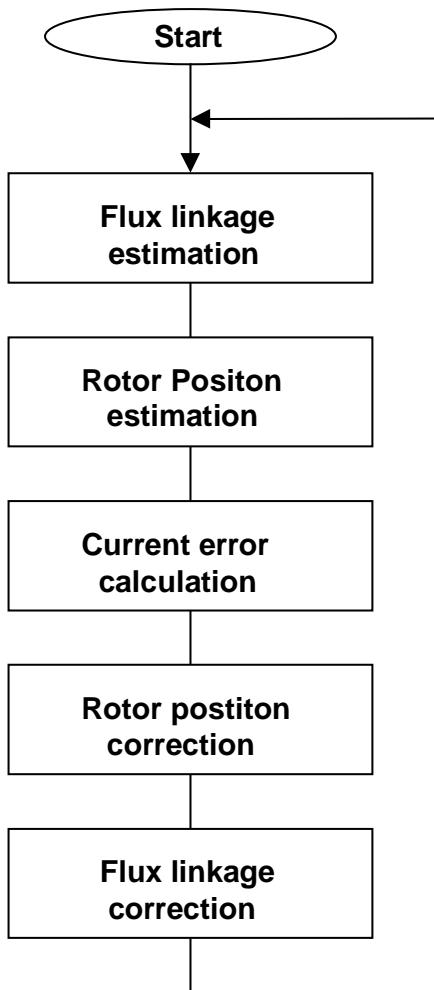 Start
Flux linkage
estimation
Rotor Positon
estimation
Current error
calculation
Rotor postiton
correction
Flux linkage
correction